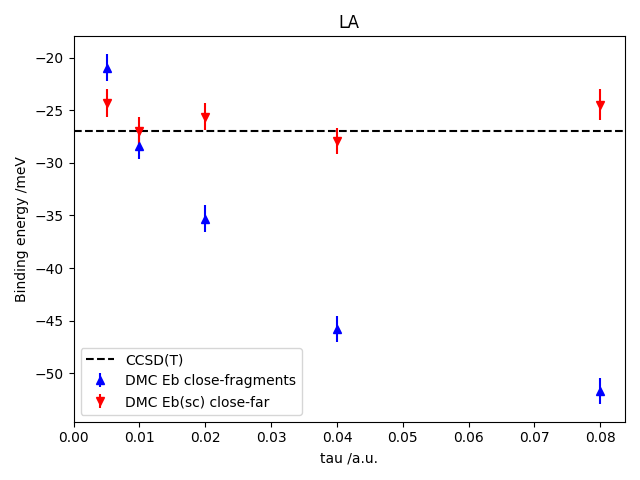 LA
−20
−25
−30
−35
−40
−45
−50
Binding energy /meV
CCSD(T)
DMC Eb close-fragments
DMC Eb(sc) close-far
0.00 0.01 0.02 0.03 0.04 0.05 0.06 0.07 0.08
tau /a.u.